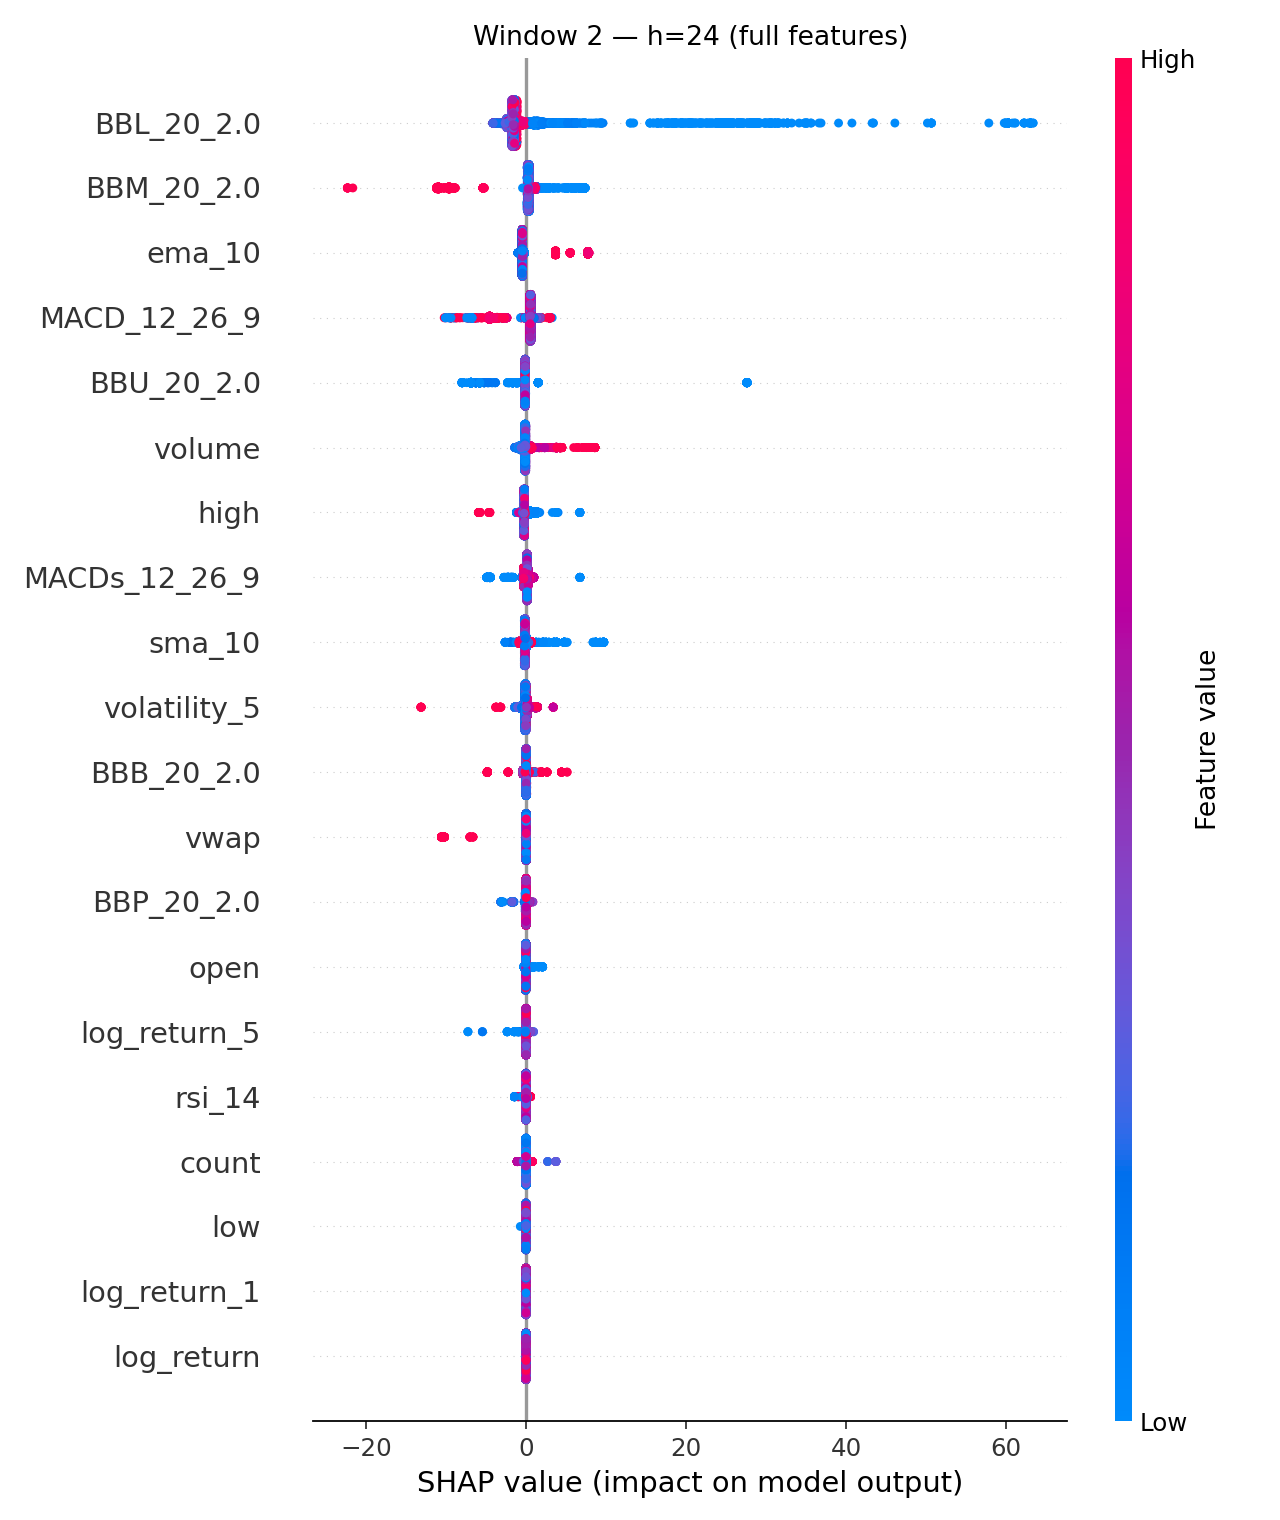 Window 2 — h=24 (full features)
High
BBL_20_2.0
BBM_20_2.0
ema_10
MACD_12_26_9
BBU_20_2.0
volume
high
MACDs_12_26_9
sma_10
volatility_5
BBB_20_2.0
vwap
BBP_20_2.0
open
log_return_5
rsi_14
count
low
log_return_1
log_return
Feature value
Low
−20 0 20 40 60
SHAP value (impact on model output)